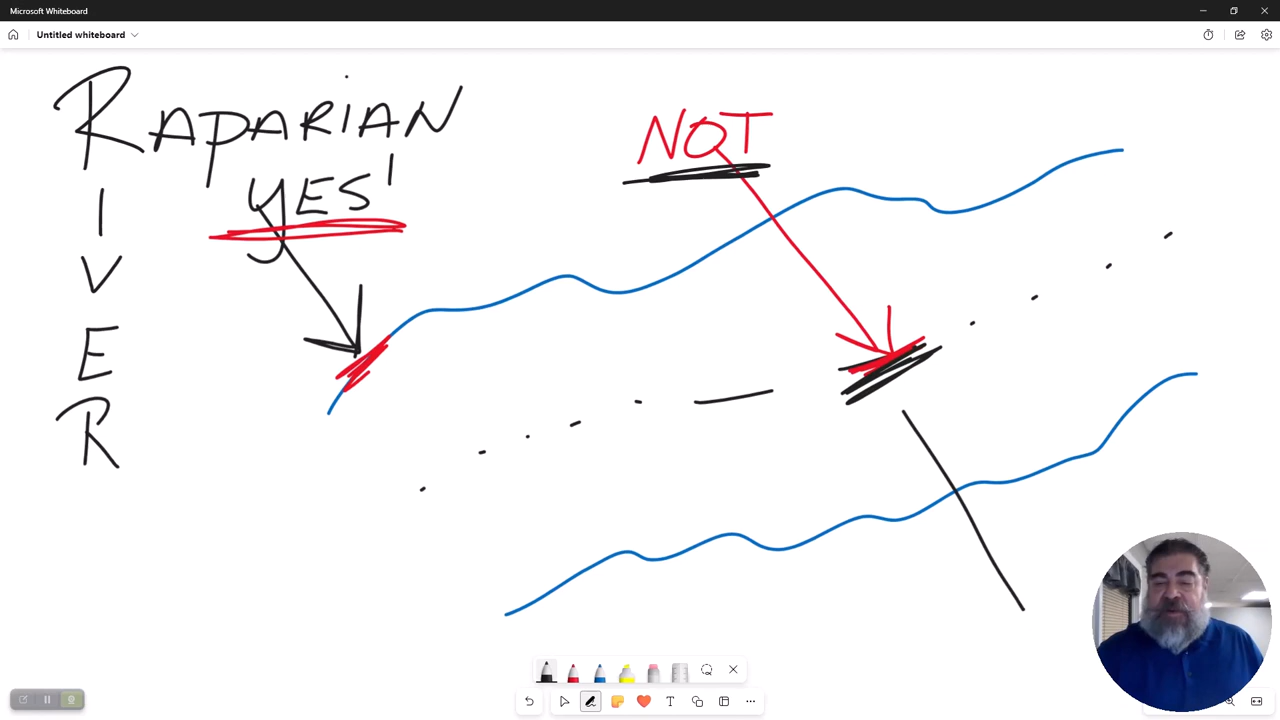 Microsoft Whiteboard
Untitled whiteboard
RAPARIAN
YES
NOT
I
V
E
R